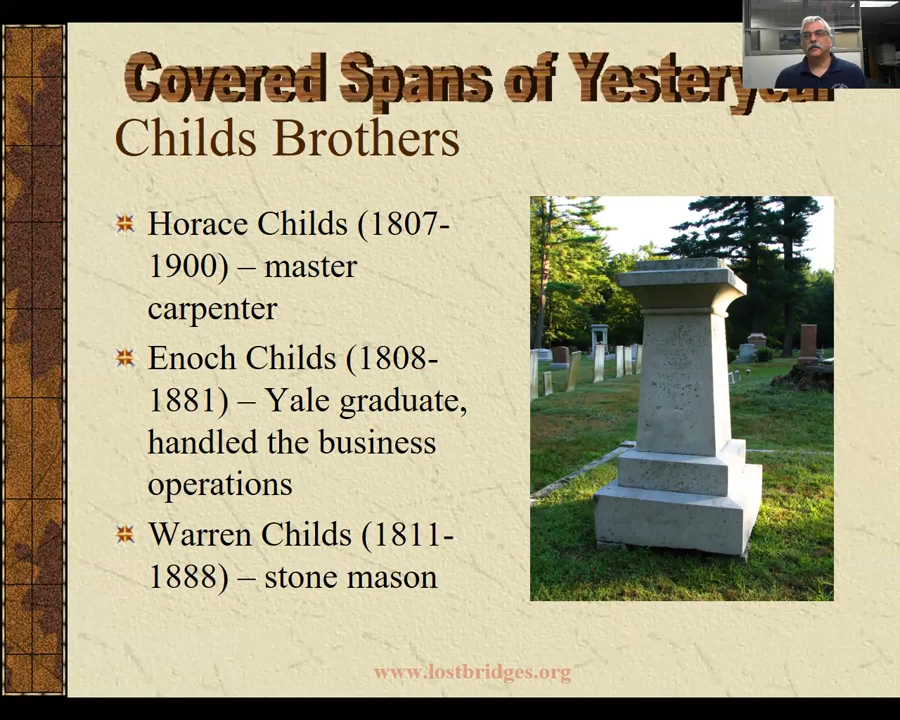 Covered Spans of Yesteryear
Childs Brothers
Horace Childs (1807-
1900) – master
carpenter
Enoch Childs (1808-
1881) – Yale graduate,
handled the business
operations
Warren Childs (1811-
1888) – stone mason
www.lostbridges.org